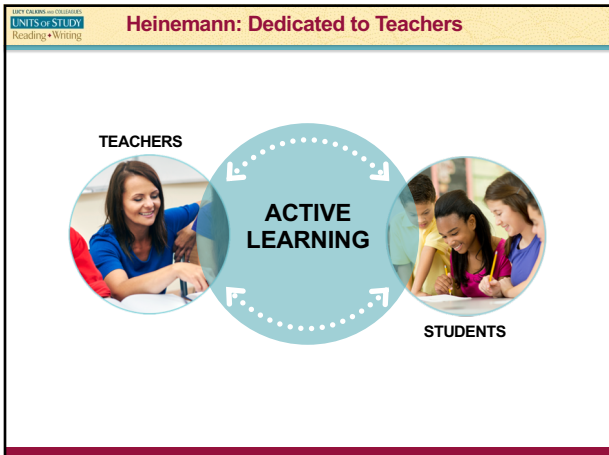 LUCY CALKINS AND COLLEAGUES
UNITS OF STUDY
Reading•Writing
Heinemann: Dedicated to Teachers
TEACHERS
ACTIVE
LEARNING
STUDENTS